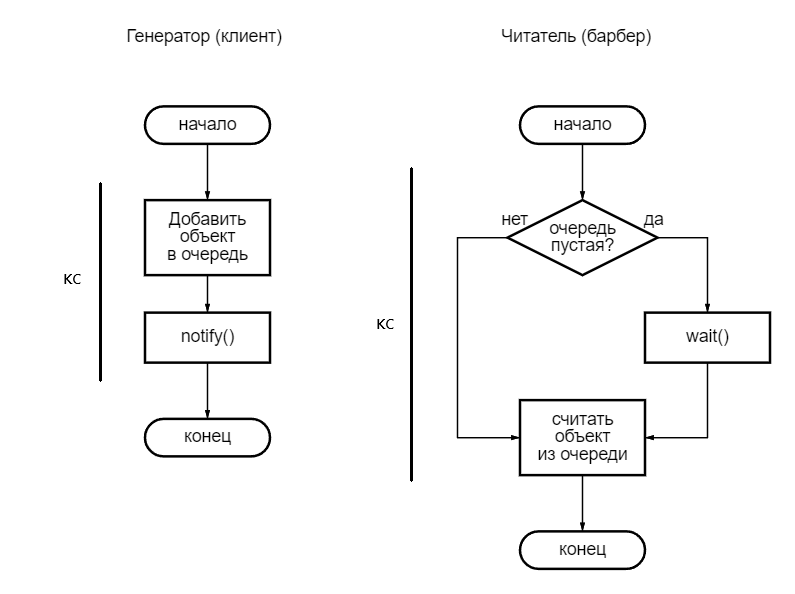 Генератор (клиент)
Читатель (барбер)
начало
Добавить
объект
в очередь
КС
notify()
конец
начало
нет
да
очередь
пустая?
КС
wait()
считать
объект
из очереди
конец